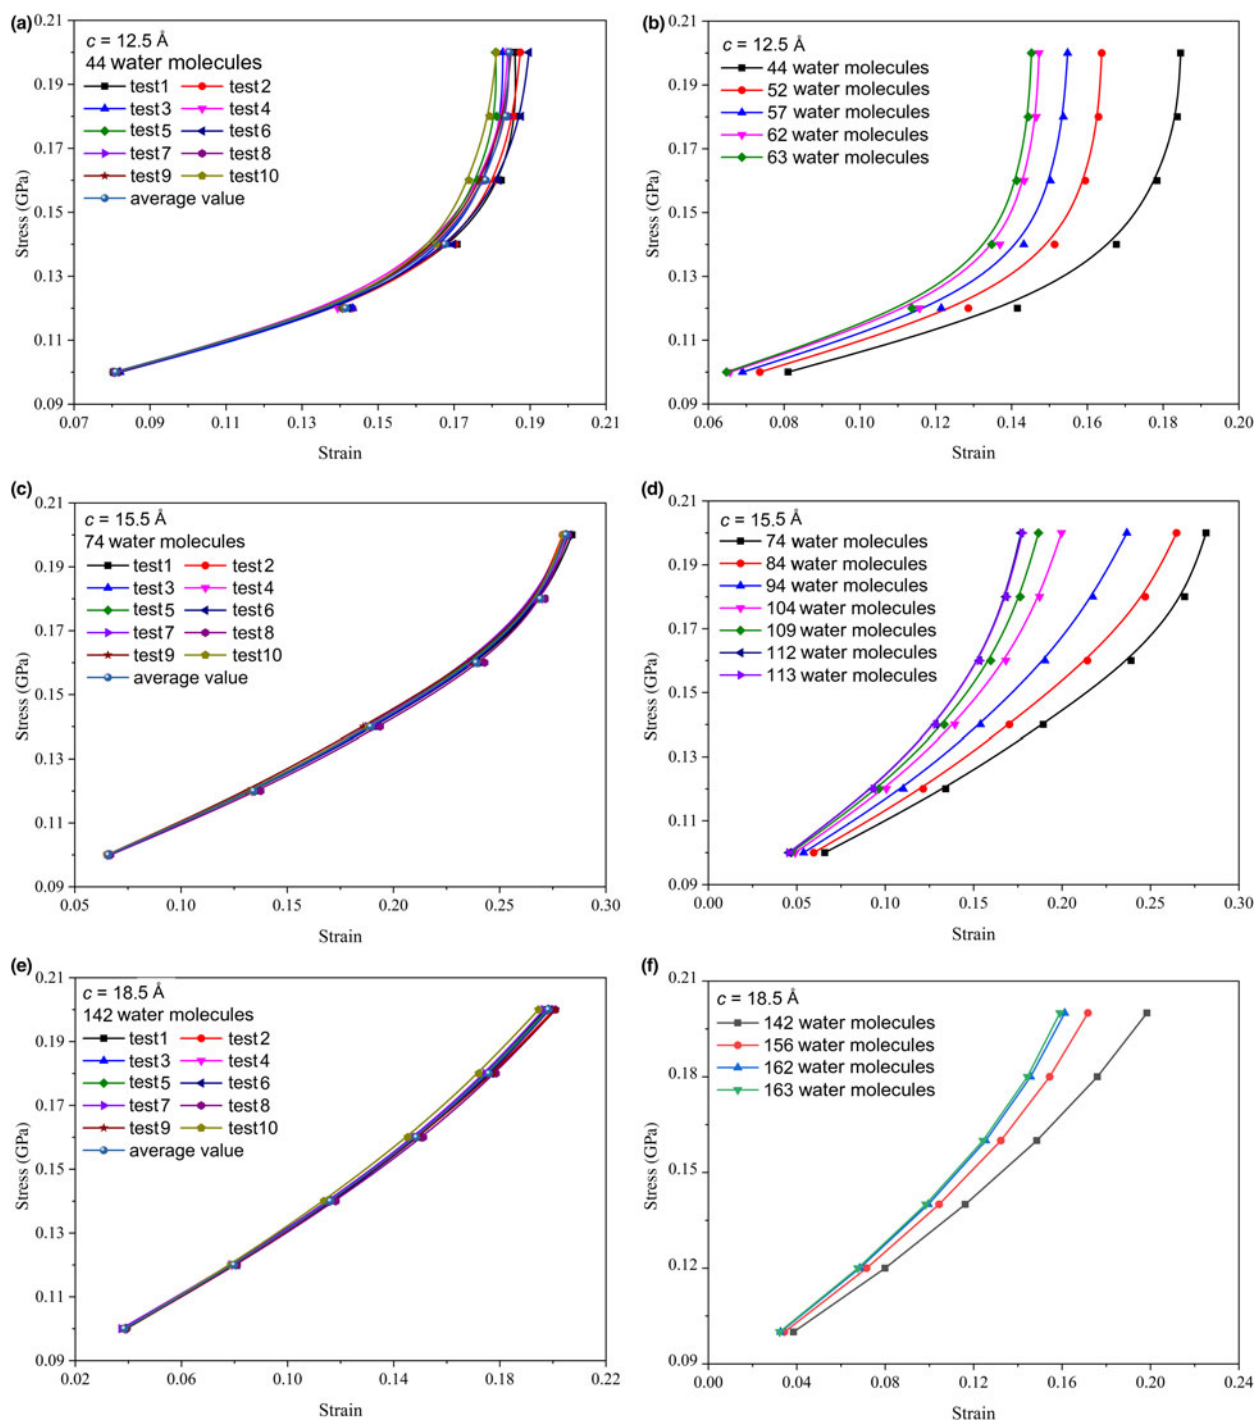 (a)
c = 12.5 Å
44 water molecules
test1 test2
test3 test4
test5 test6
test7 test8
test9 test10
average value
0.21
0.19
0.17
0.15
0.13
0.11
0.09
Stress (GPa)
0.07 0.09 0.11 0.13 0.15 0.17 0.19 0.21
Strain
(b)
c = 12.5 Å
44 water molecules
52 water molecules
57 water molecules
62 water molecules
63 water molecules
0.21
0.19
0.17
0.15
0.13
0.11
0.09
Stress (GPa)
0.06 0.08 0.10 0.12 0.14 0.16 0.18 0.20
Strain
(c)
c = 15.5 Å
74 water molecules
test1 test2
test3 test4
test5 test6
test7 test8
test9 test10
average value
0.21
0.19
0.17
0.15
0.13
0.11
0.09
Stress (GPa)
0.05 0.10 0.15 0.20 0.25 0.30
Strain
(d)
c = 15.5 Å
74 water molecules
84 water molecules
94 water molecules
104 water molecules
109 water molecules
112 water molecules
113 water molecules
0.21
0.19
0.17
0.15
0.13
0.11
0.09
Stress (GPa)
0.00 0.05 0.10 0.15 0.20 0.25 0.30
Strain
(e)
c = 18.5 Å
142 water molecules
test1 test2
test3 test4
test5 test6
test7 test8
test9 test10
average value
0.21
0.19
0.17
0.15
0.13
0.11
0.09
Stress (GPa)
0.02 0.06 0.10 0.14 0.18 0.22
Strain
(f)
c = 18.5 Å
142 water molecules
156 water molecules
162 water molecules
163 water molecules
0.21
0.18
0.15
0.12
0.09
Stress (GPa)
0.00 0.04 0.08 0.12 0.16 0.20 0.24
Strain